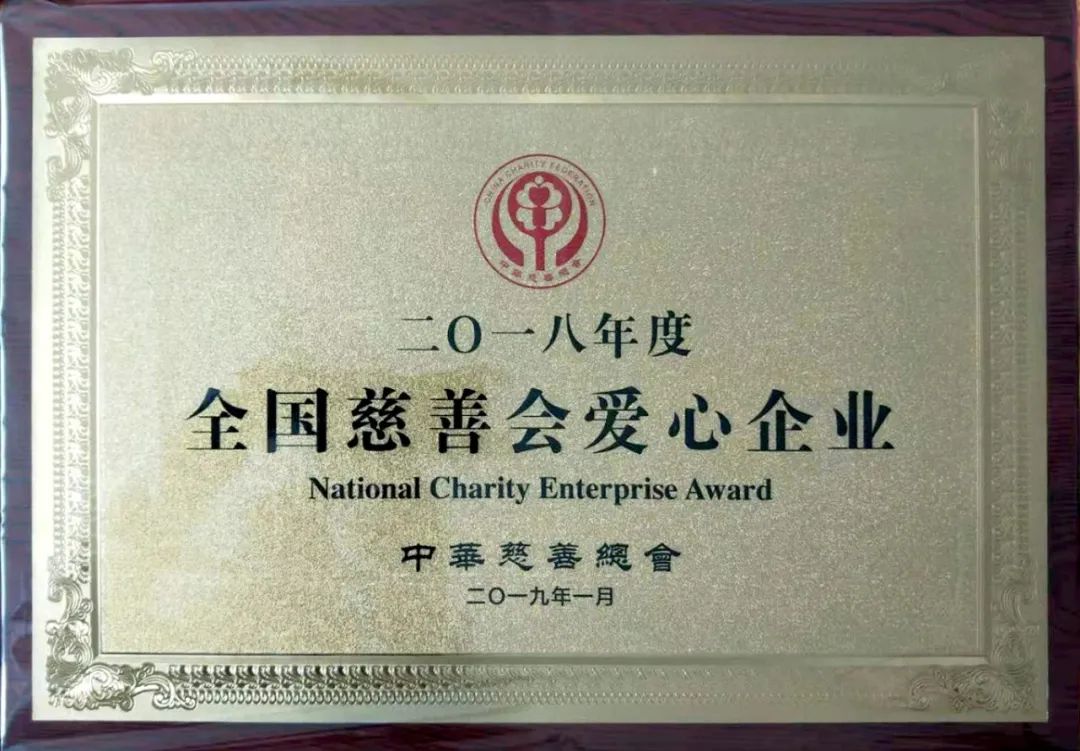 CHINA CHARITY FEDERATION
中華慈善總會
二〇一八年度
全国慈善会爱心企业
National Charity Enterprise Award
中華慈善總會
二〇一九年一月